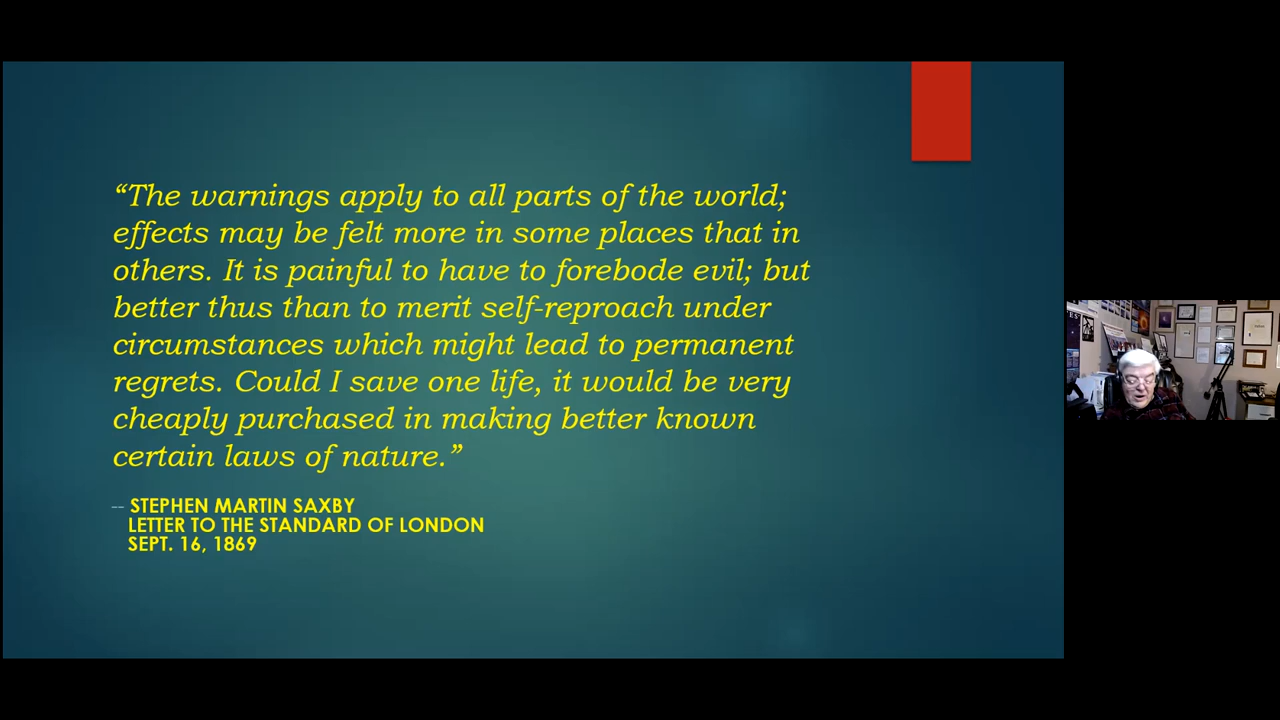 “The warnings apply to all parts of the world;
effects may be felt more in some places that in
others. It is painful to have to forebode evil; but
better thus than to merit self-reproach under
circumstances which might lead to permanent
regrets. Could I save one life, it would be very
cheaply purchased in making better known
certain laws of nature.”
-- STEPHEN MARTIN SAXBY
LETTER TO THE STANDARD OF LONDON
SEPT. 16, 1869